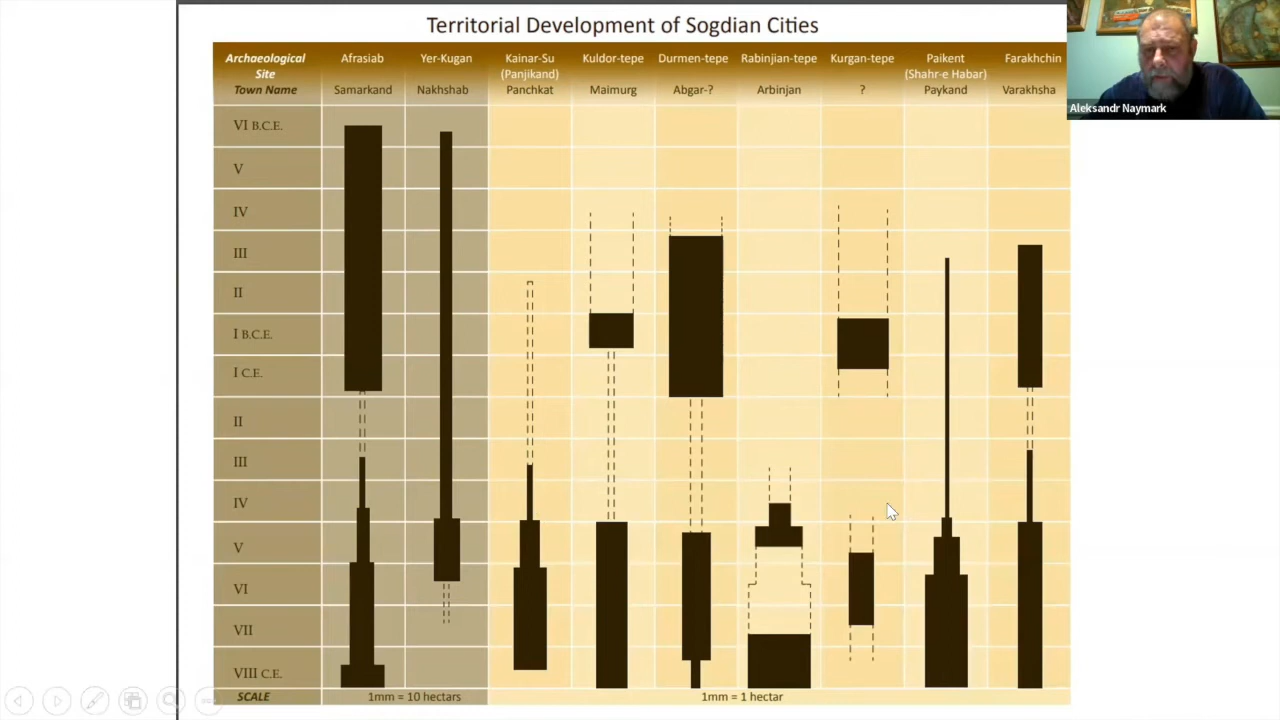 Territorial Development of Sogdian Cities
Archaeological Site Afrasiab Yer-Kugan Kainar-Su (Panjikand) Kuldor-tepe Durmen-tepe Rabinjian-tepe Kurgan-tepe Paikent (Shahr-e Habar) Farakhchin
Town Name Samarkand Nakhshab Panchkat Maimurg Abgar-? Arbinjan ? Paykand Varakhsha
VI B.C.E.
V
IV
III
II
I B.C.E.
I C.E.
II
III
IV
V
VI
VII
VIII C.E.
SCALE 1mm = 10 hectars 1mm = 1 hectar
Aleksandr Naymark